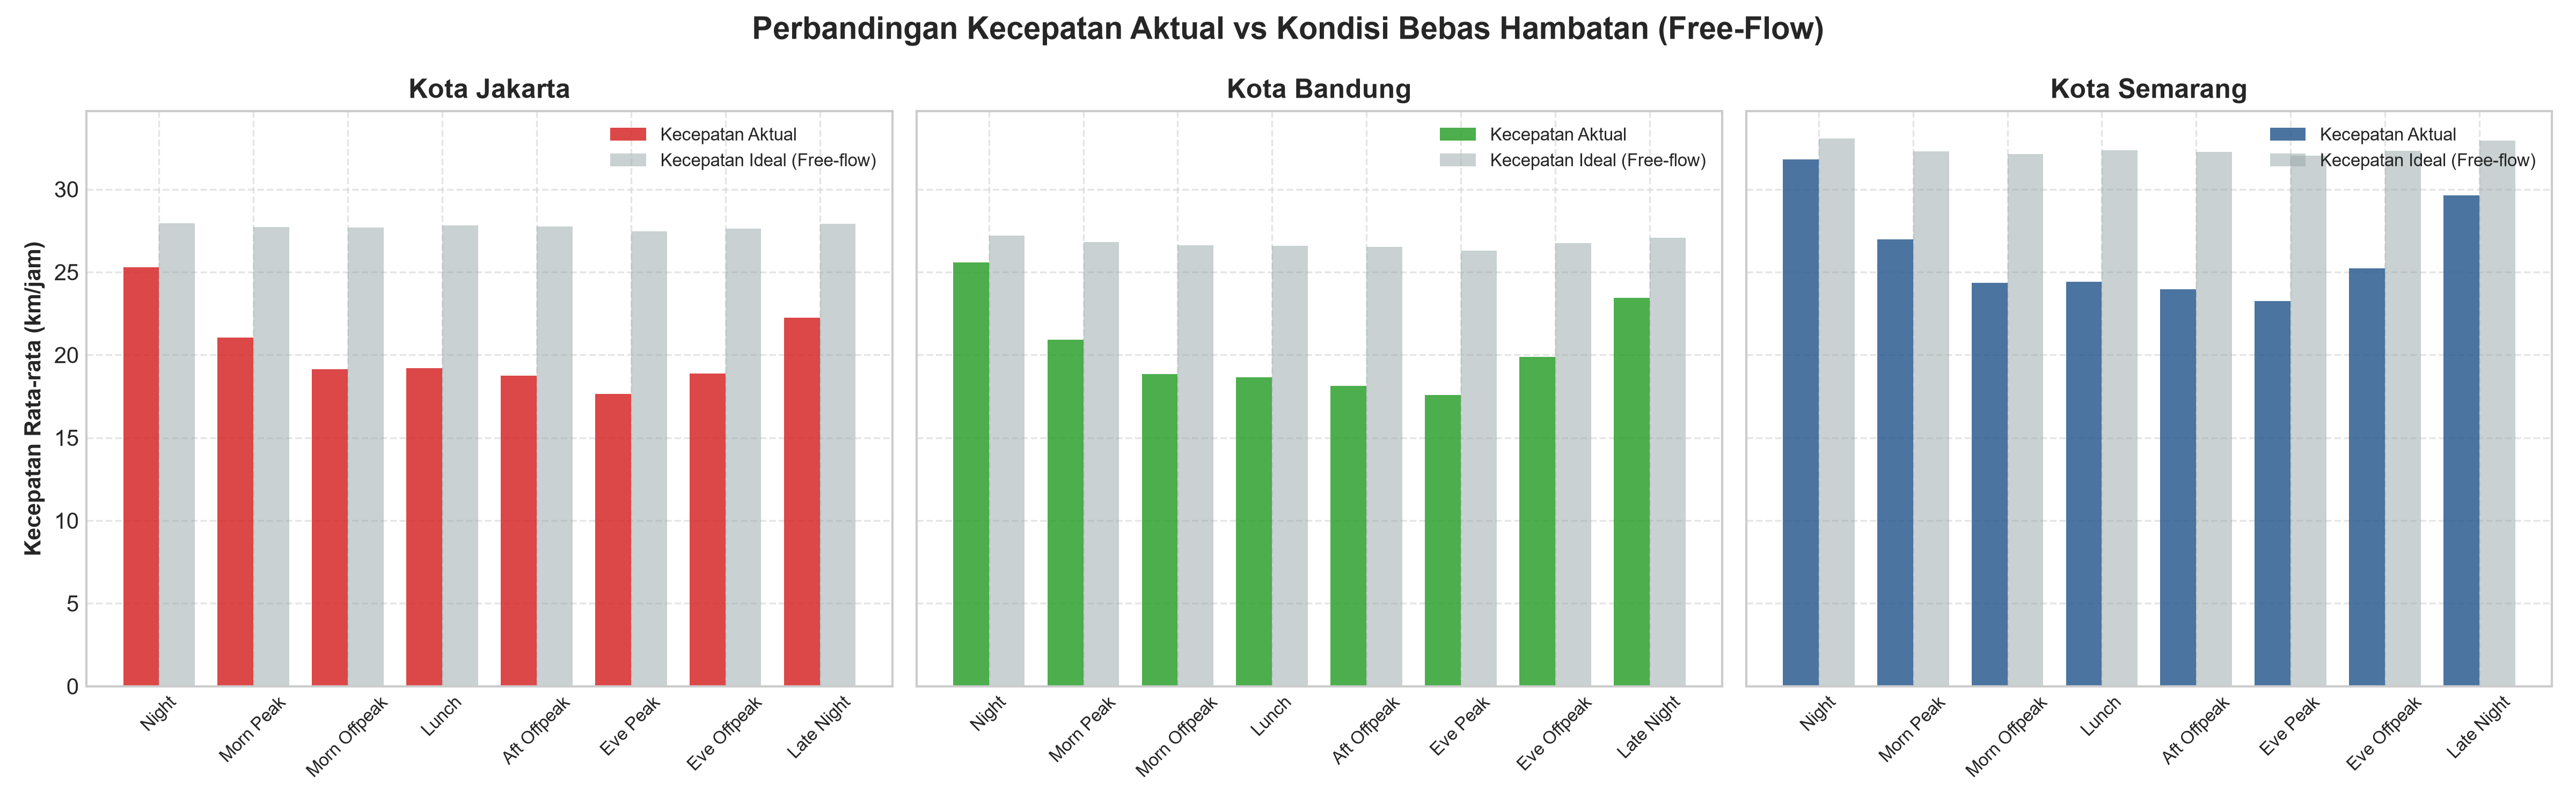 Perbandingan Kecepatan Aktual vs Kondisi Bebas Hambatan (Free-Flow)
Kota Jakarta
Kecepatan Aktual
Kecepatan Ideal (Free-flow)
Kecepatan Rata-rata (km/jam)
30
25
20
15
10
5
0
Night
Morn Peak
Morn Offpeak
Lunch
Aft Offpeak
Eve Peak
Eve Offpeak
Late Night
Kota Bandung
Kecepatan Aktual
Kecepatan Ideal (Free-flow)
Night
Morn Peak
Morn Offpeak
Lunch
Aft Offpeak
Eve Peak
Eve Offpeak
Late Night
Kota Semarang
Kecepatan Aktual
Kecepatan Ideal (Free-flow)
Night
Morn Peak
Morn Offpeak
Lunch
Aft Offpeak
Eve Peak
Eve Offpeak
Late Night